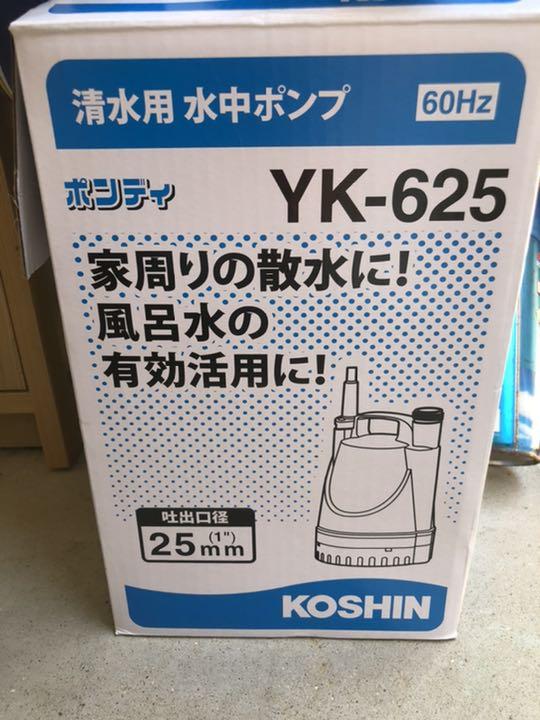 清水用 水中ポンプ
60Hz
ポンディ
YK-625
家周りの散水に!
風呂水の
有効活用に!
吐出口径
25mm (1")
KOSHIN